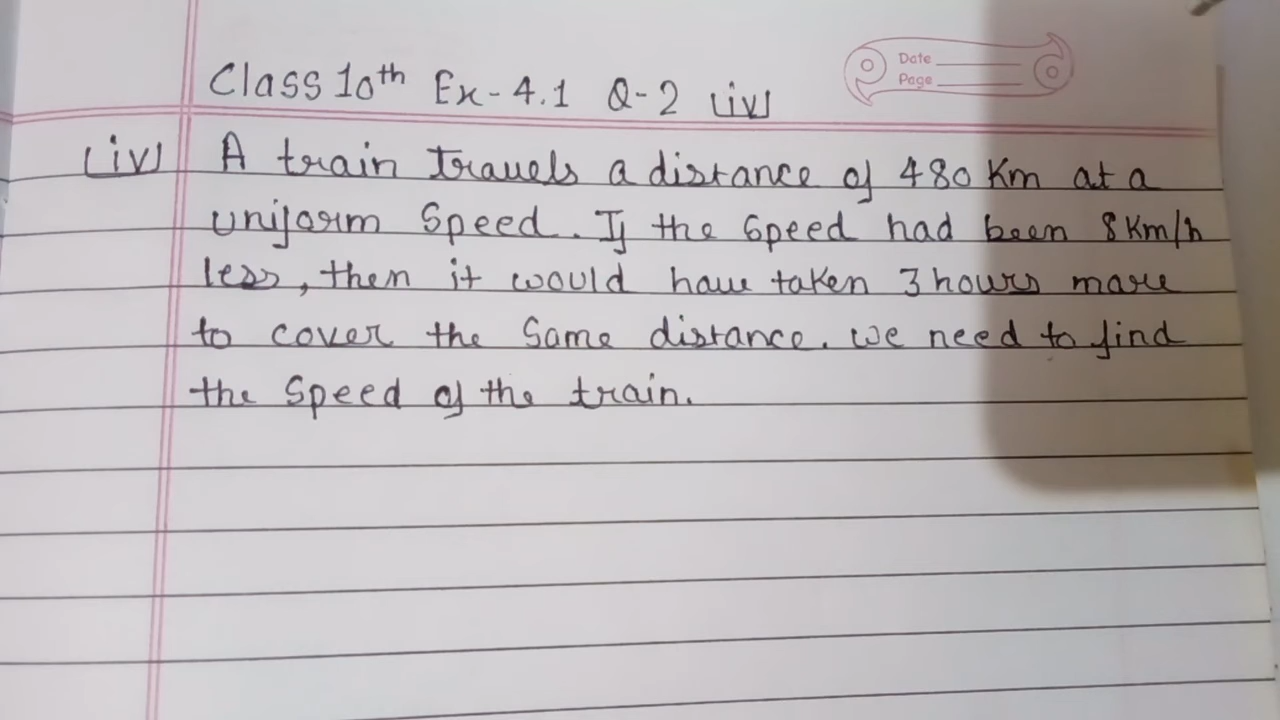 Date
Page
Class 10th Ex-4.1 Q-2 (iv)
(iv) A train travels a distance of 480 Km at a
uniform speed. If the speed had been 8 Km/h
less, then it would have taken 3 hours more
to cover the same distance. We need to find
the speed of the train.